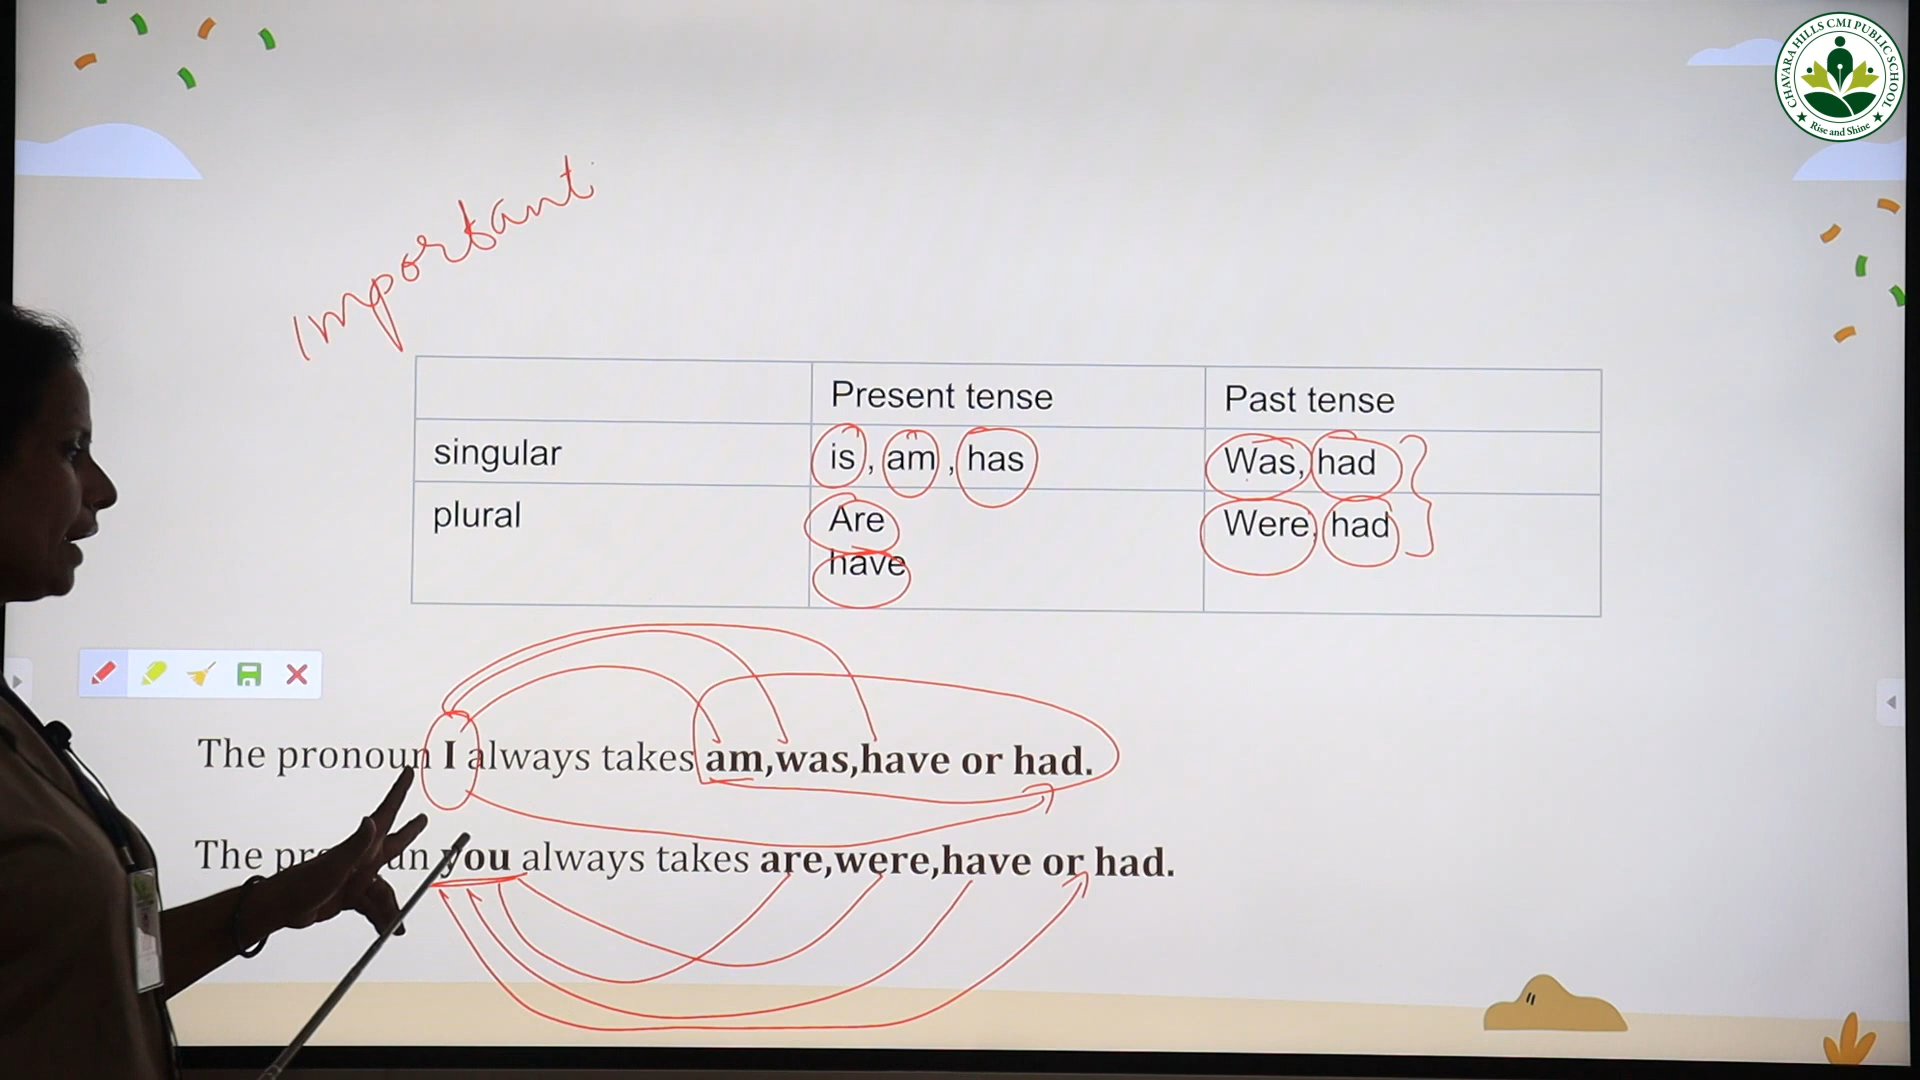 CHAVARA HILLS CMI PUBLIC SCHOOL
Rise and Shine
Important
Present tense Past tense
singular is, am, has Was, had
plural Are Were, had
have
The pronoun I always takes am,was,have or had.
The you always takes are,were,have or had.